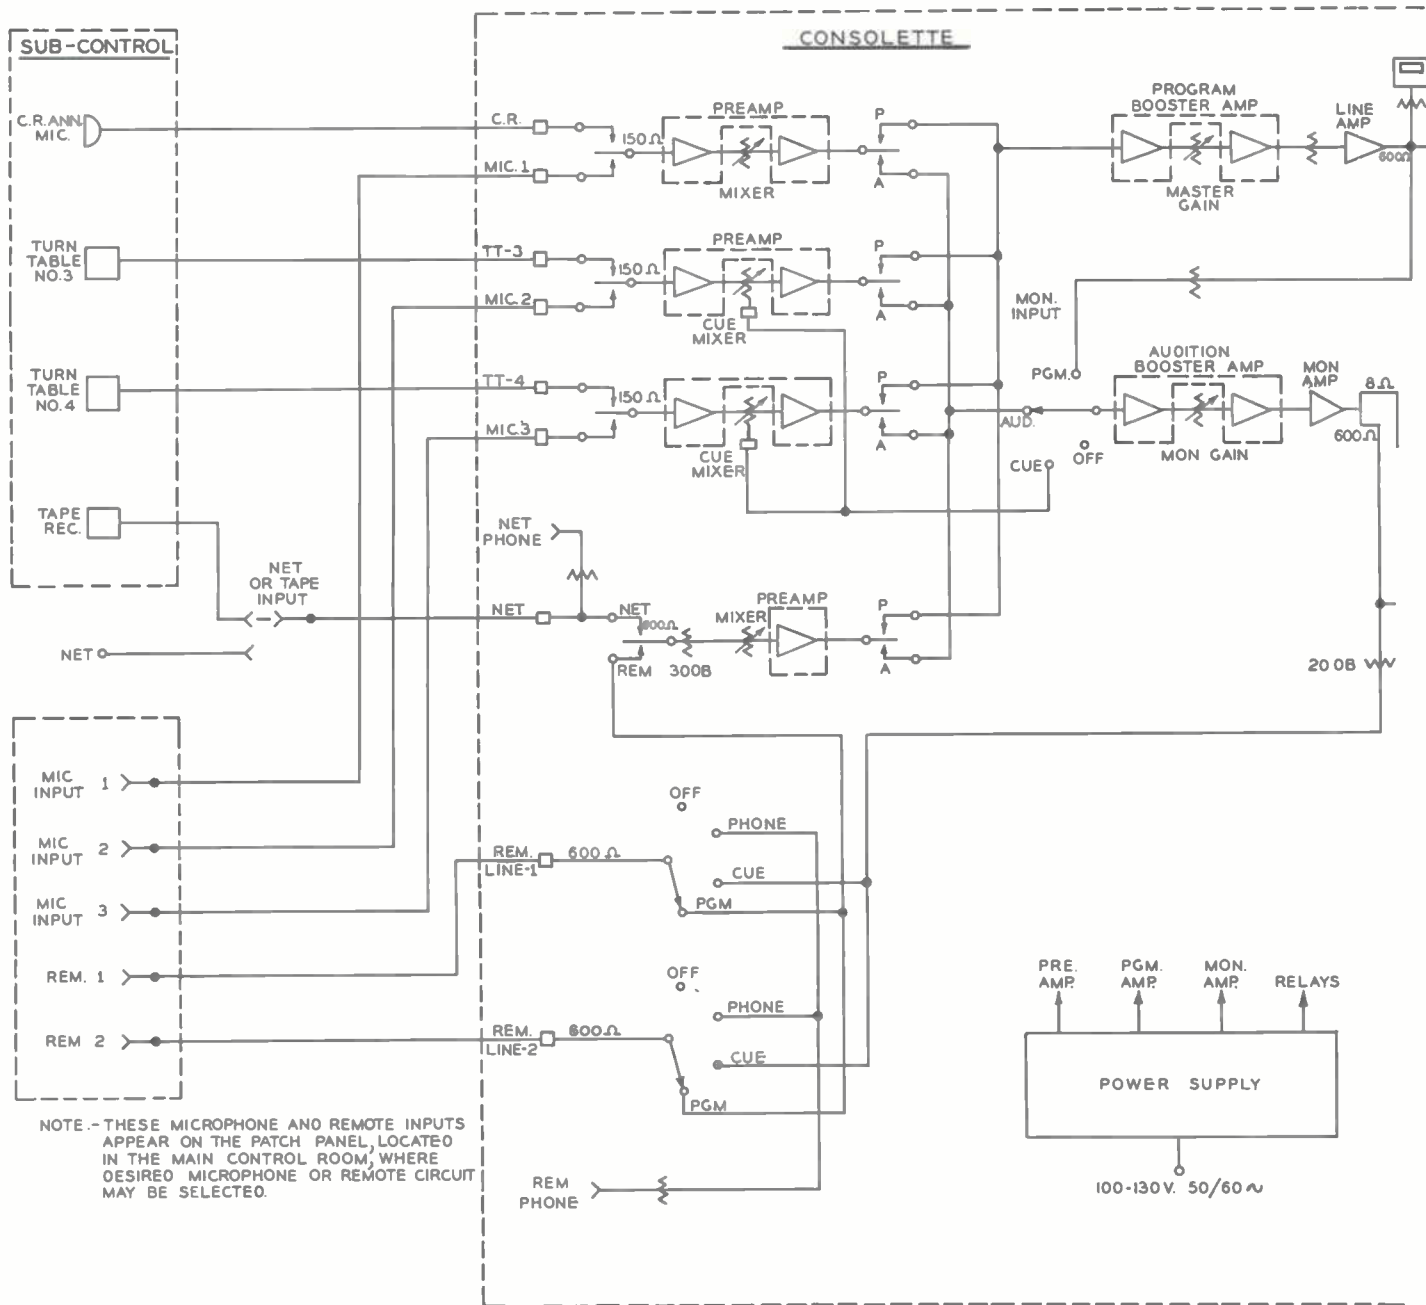 SUB-CONTROL
CONSOLETTE
C.R. ANN.
MIC.
C.R.
150Ω
PREAMP
MIXER
P
A
MIC.1
PROGRAM
BOOSTER AMP
MASTER
GAIN
LINE
AMP
600Ω
TURN
TABLE
NO.3
TT-3
150Ω
PREAMP
CUE
MIXER
P
A
MIC.2
MON.
INPUT
PGM.
AUDITION
BOOSTER AMP
MON GAIN
MON
AMP
8Ω
600Ω
TURN
TABLE
NO.4
TT-4
150Ω
CUE
MIXER
P
A
MIC.3
AUD.
CUE
OFF
TAPE
REC.
NET
OR TAPE
INPUT
NET
PHONE
NET
NET
600Ω
REM
300B
MIXER
PREAMP
P
A
NET
200B
MIC
INPUT 1
MIC
INPUT 2
MIC
INPUT 3
REM. 1
REM 2
OFF
PHONE
CUE
PGM
REM.
LINE-1
600Ω
OFF
PHONE
CUE
PGM
REM.
LINE-2
600Ω
PRE.
AMP.
PGM.
AMP.
MON.
AMP.
RELAYS
POWER SUPPLY
100-130V. 50/60 ~
NOTE.- THESE MICROPHONE AND REMOTE INPUTS
APPEAR ON THE PATCH PANEL, LOCATED
IN THE MAIN CONTROL ROOM, WHERE
DESIRED MICROPHONE OR REMOTE CIRCUIT
MAY BE SELECTED.
REM
PHONE